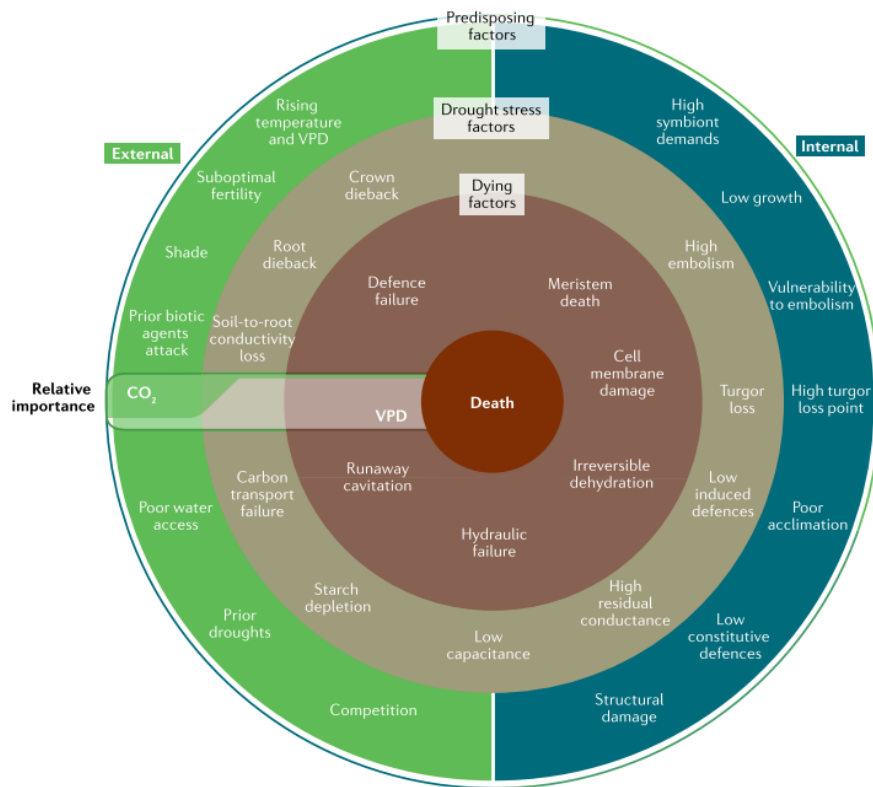 Predisposing
factors
Drought stress
factors
Dying
factors
External
Internal
Rising
temperature
and VPD
Suboptimal
fertility
Shade
Prior biotic
agents
attack
Poor water
access
Prior
droughts
Competition
High
symbiont
demands
Low growth
Vulnerability
to embolism
High turgor
loss point
Poor
acclimation
Low
constitutive
defences
Structural
damage
Crown
dieback
Root
dieback
Soil-to-root
conductivity
loss
Carbon
transport
failure
Starch
depletion
Low
capacitance
High
residual
conductance
Low
induced
defences
Turgor
loss
High
embolism
Defence
failure
Meristem
death
Cell
membrane
damage
Irreversible
dehydration
Hydraulic
failure
Runaway
cavitation
Death
Relative
importance
CO₂
VPD